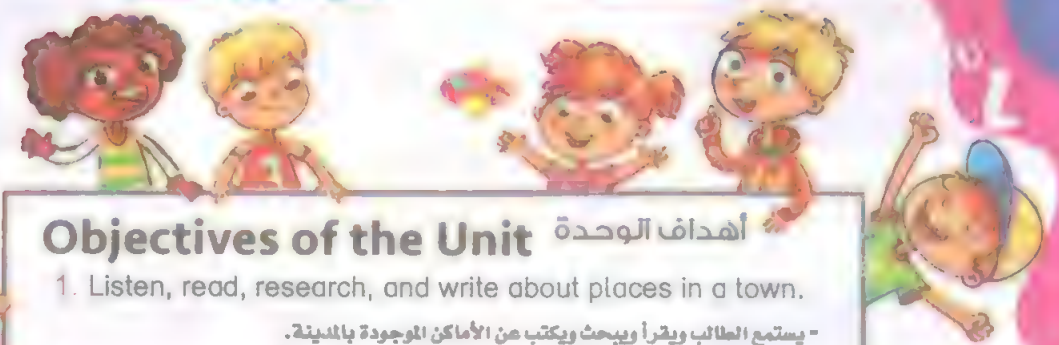 Objectives of the Unit أهداف الوحدة
1. Listen, read, research, and write about places in a town.
- يستمع الطالب ويقرأ ويبحث ويكتب عن الأماكن الموجودة بالمدينة.